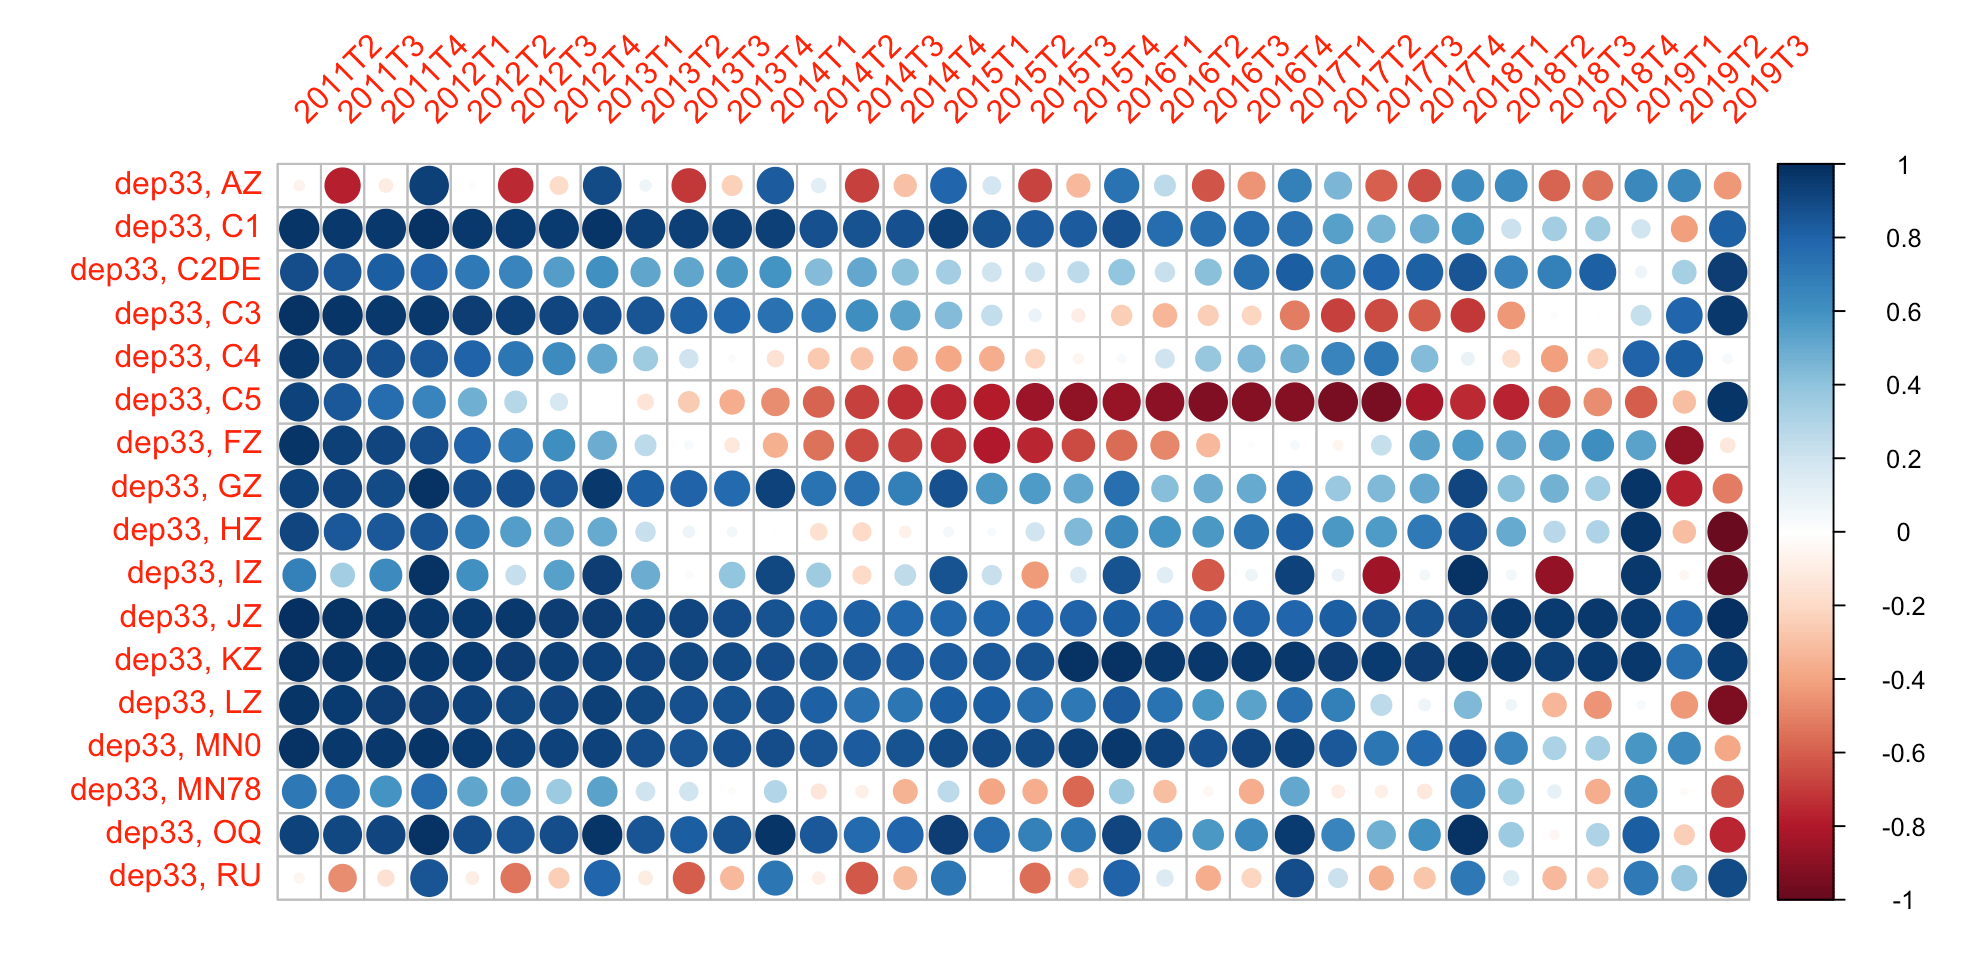 2011T2
2011T3
2011T4
2012T1
2012T2
2012T3
2012T4
2013T1
2013T2
2013T3
2013T4
2014T1
2014T2
2014T3
2014T4
2015T1
2015T2
2015T3
2015T4
2016T1
2016T2
2016T3
2016T4
2017T1
2017T2
2017T3
2017T4
2018T1
2018T2
2018T3
2018T4
2019T1
2019T2
2019T3
dep33, AZ
dep33, C1
dep33, C2DE
dep33, C3
dep33, C4
dep33, C5
dep33, FZ
dep33, GZ
dep33, HZ
dep33, IZ
dep33, JZ
dep33, KZ
dep33, LZ
dep33, MN0
dep33, MN78
dep33, OQ
dep33, RU
1
0.8
0.6
0.4
0.2
0
-0.2
-0.4
-0.6
-0.8
-1